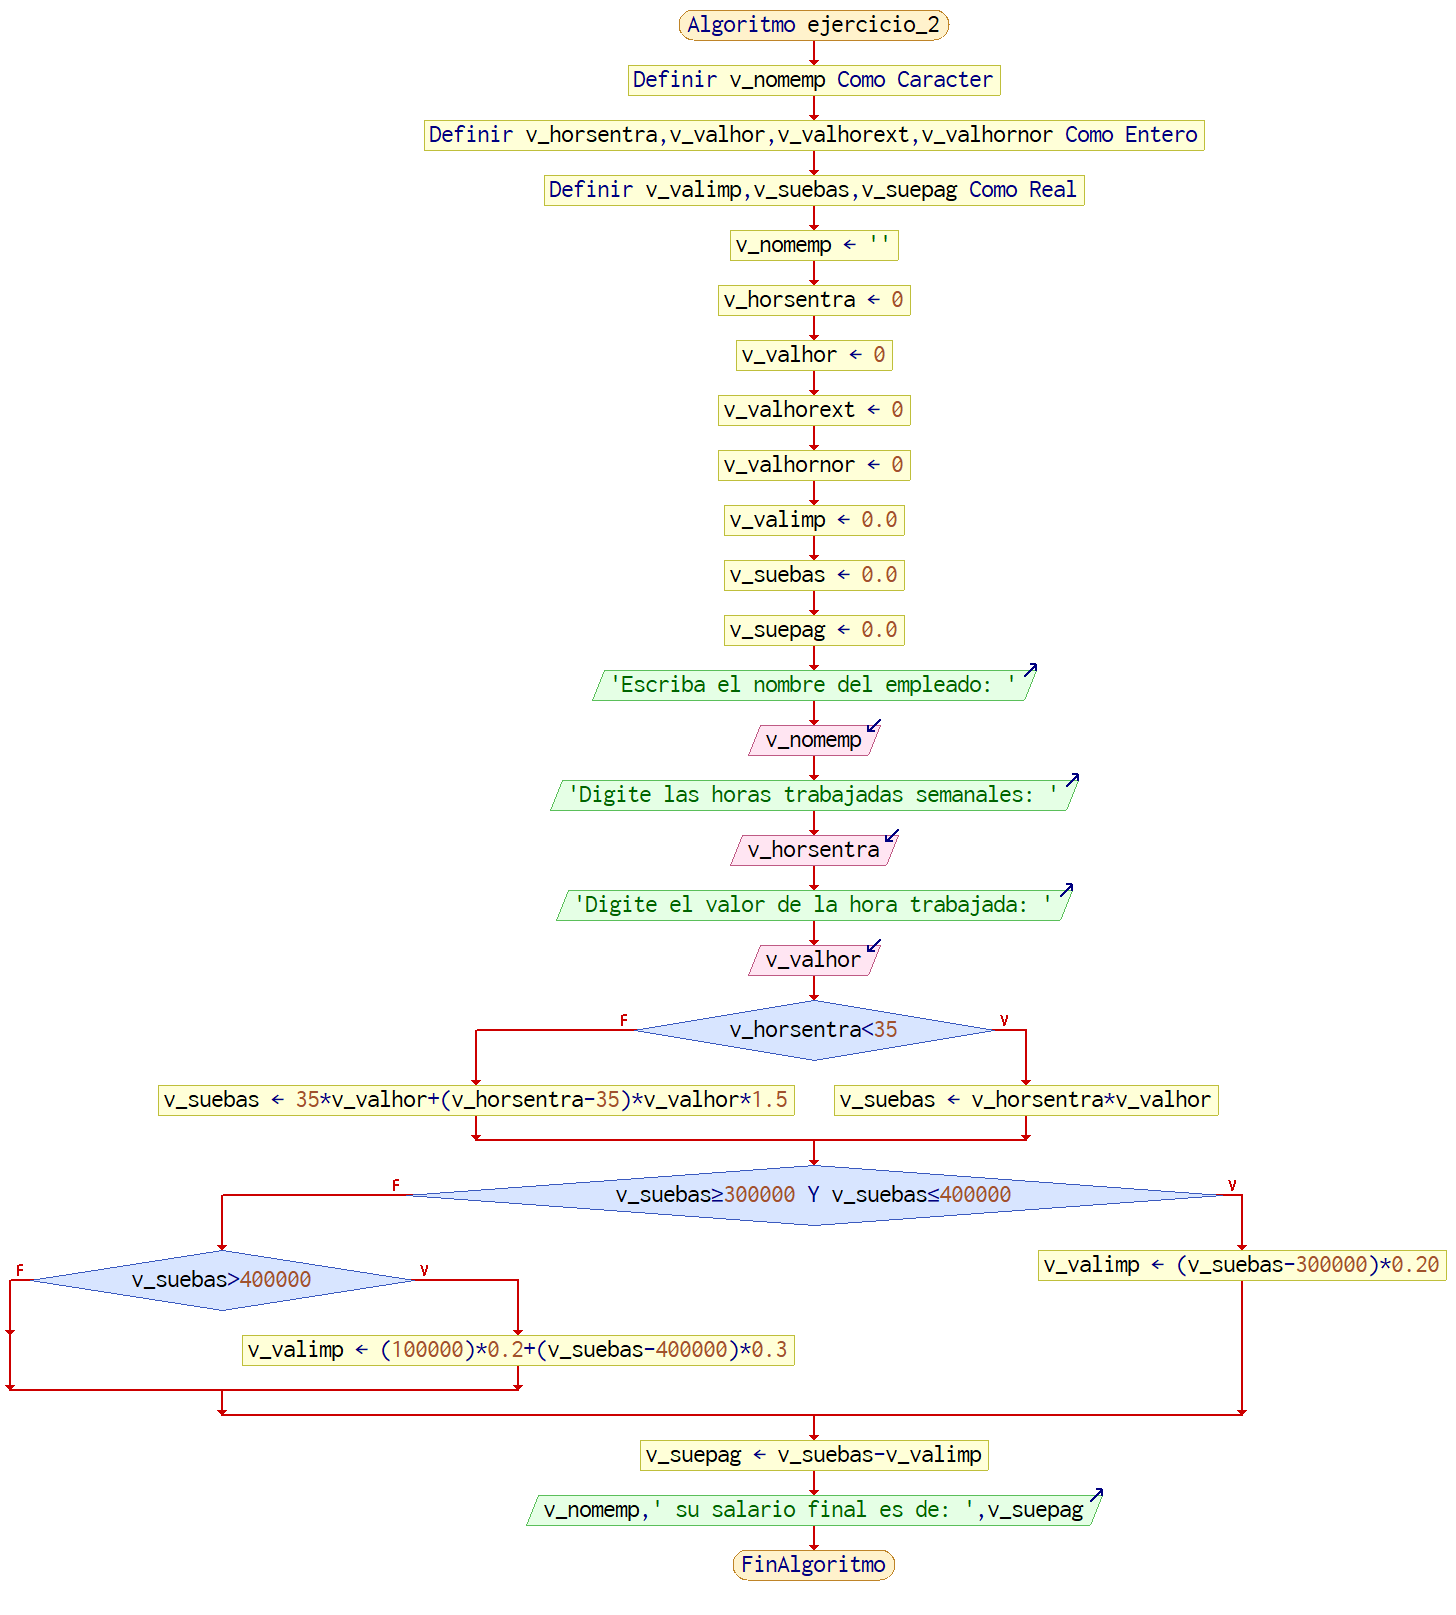 Algoritmo ejercicio_2
Definir v_nomemp Como Caracter
Definir v_horsentra,v_valhor,v_valhorext,v_valhornor Como Entero
Definir v_valimp,v_suebas,v_suepag Como Real
v_nomemp ← ''
v_horsentra ← 0
v_valhor ← 0
v_valhorext ← 0
v_valhornor ← 0
v_valimp ← 0.0
v_suebas ← 0.0
v_suepag ← 0.0
'Escriba el nombre del empleado: '
v_nomemp
'Digite las horas trabajadas semanales: '
v_horsentra
'Digite el valor de la hora trabajada: '
v_valhor
F
V
v_horsentra<35
v_suebas ← 35*v_valhor+(v_horsentra-35)*v_valhor*1.5
v_suebas ← v_horsentra*v_valhor
F
V
v_suebas≥300000 Y v_suebas≤400000
v_valimp ← (v_suebas-300000)*0.20
F
V
v_suebas>400000
v_valimp ← (100000)*0.2+(v_suebas-400000)*0.3
v_suepag ← v_suebas-v_valimp
v_nomemp,' su salario final es de: ',v_suepag
FinAlgoritmo